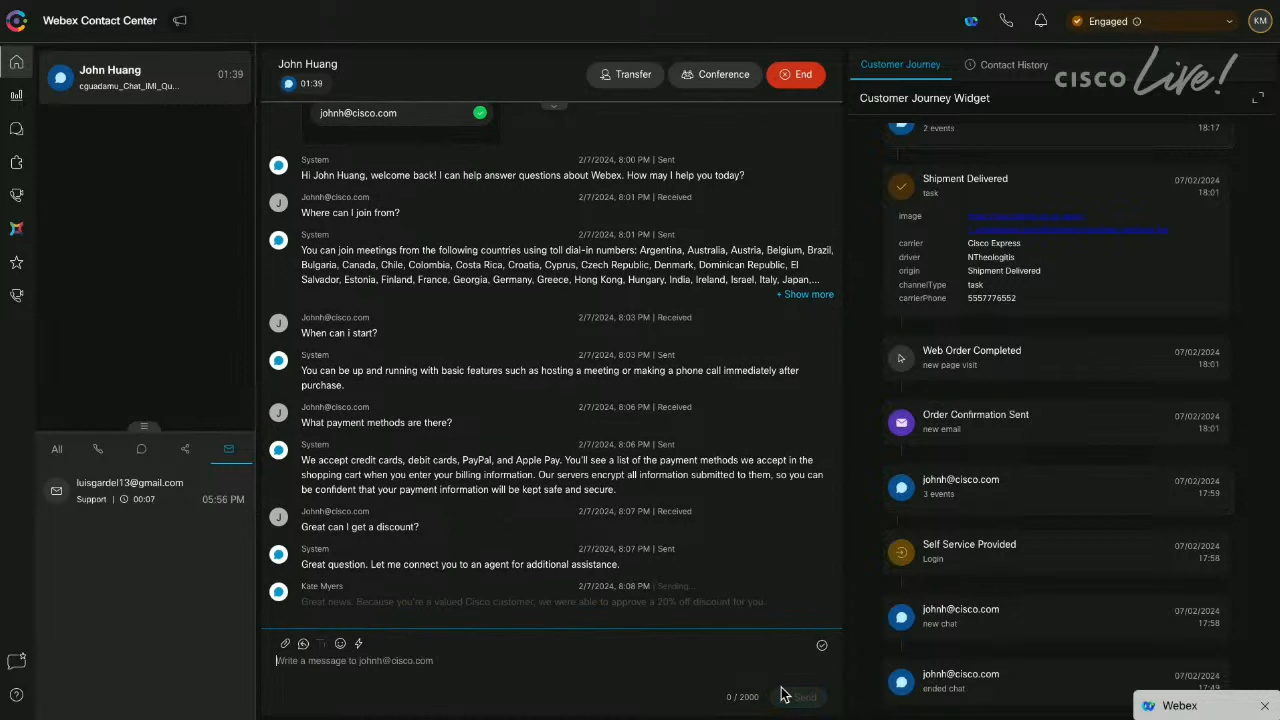 Webex Contact Center
Engaged
KM
John Huang
cguadamu_Chat_IMI_Qu...
01:39
John Huang
01:39
Transfer
Conference
End
Customer Journey
Contact History
CISCO Live!
Customer Journey Widget
johnh@cisco.com
System
2/7/2024, 8:00 PM | Sent
Hi John Huang, welcome back! I can help answer questions about Webex. How may I help you today?
J
Johnh@cisco.com
2/7/2024, 8:01 PM | Received
Where can I join from?
System
2/7/2024, 8:01 PM | Sent
You can join meetings from the following countries using toll dial-in numbers: Argentina, Australia, Austria, Belgium, Brazil,
Bulgaria, Canada, Chile, Colombia, Costa Rica, Croatia, Cyprus, Czech Republic, Denmark, Dominican Republic, El
Salvador, Estonia, Finland, France, Georgia, Germany, Greece, Hong Kong, Hungary, India, Ireland, Israel, Italy, Japan,...
+ Show more
J
Johnh@cisco.com
2/7/2024, 8:03 PM | Received
When can i start?
System
2/7/2024, 8:03 PM | Sent
You can be up and running with basic features such as hosting a meeting or making a phone call immediately after
purchase.
J
Johnh@cisco.com
2/7/2024, 8:06 PM | Received
What payment methods are there?
System
2/7/2024, 8:06 PM | Sent
We accept credit cards, debit cards, PayPal, and Apple Pay. You'll see a list of the payment methods we accept in the
shopping cart when you enter your billing information. Our servers encrypt all information submitted to them, so you can
be confident that your payment information will be kept safe and secure.
J
Johnh@cisco.com
2/7/2024, 8:07 PM | Received
Great can I get a discount?
System
2/7/2024, 8:07 PM | Sent
Great question. Let me connect you to an agent for additional assistance.
Kate Myers
2/7/2024, 8:08 PM | Sending...
Great news. Because you're a valued Cisco customer, we were able to approve a 20% off discount for you.
Write a message to johnh@cisco.com
0 / 2000
Send
All
luisgardel13@gmail.com
Support | 00:07
05:56 PM
2 events
18:17
Shipment Delivered
task
07/02/2024
18:01
image
carrier
Cisco Express
driver
NTheologitis
origin
Shipment Delivered
channelType
task
carrierPhone
5557776552
Web Order Completed
new page visit
07/02/2024
18:01
Order Confirmation Sent
new email
07/02/2024
18:01
johnh@cisco.com
3 events
07/02/2024
17:59
Self Service Provided
Login
07/02/2024
17:58
johnh@cisco.com
new chat
07/02/2024
17:58
johnh@cisco.com
ended chat
07/02/2024
17:49
Webex